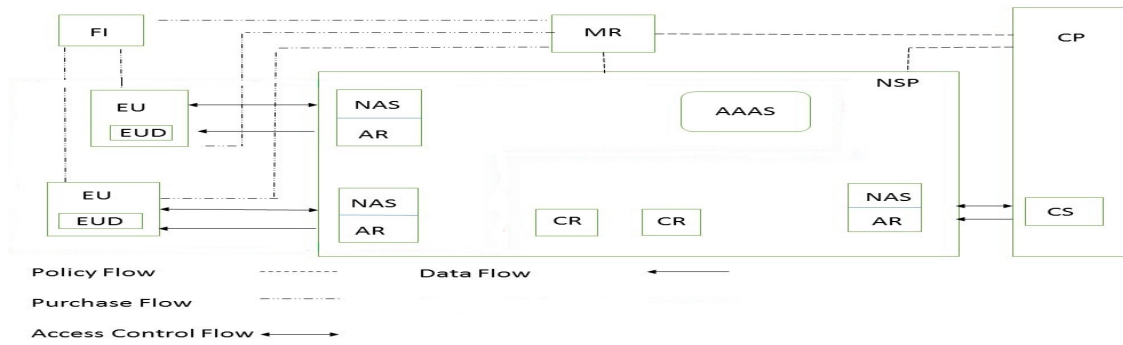 FI
MR
CP
NSP
EU
EUD
NAS
AR
AAAS
EU
EUD
NAS
AR
CR
CR
NAS
AR
CS
Policy Flow
Data Flow
Purchase Flow
Access Control Flow